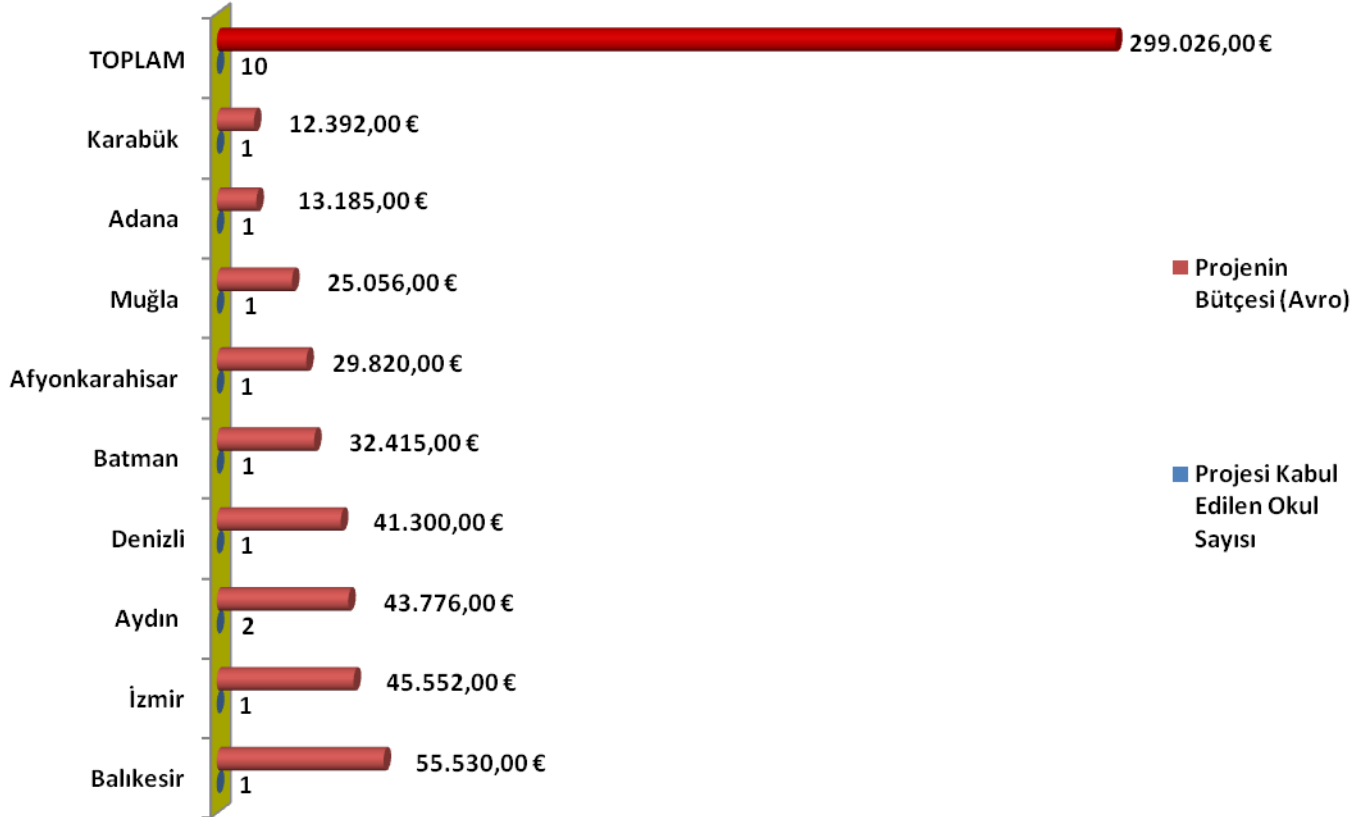 TOPLAM
299.026,00 €
10
Karabük
12.392,00 €
1
Adana
13.185,00 €
1
Muğla
25.056,00 €
1
Afyonkarahisar
29.820,00 €
1
Batman
32.415,00 €
1
Denizli
41.300,00 €
1
Aydın
43.776,00 €
2
İzmir
45.552,00 €
1
Balıkesir
55.530,00 €
1
Projenin
Bütçesi (Avro)
Projesi Kabul
Edilen Okul
Sayısı